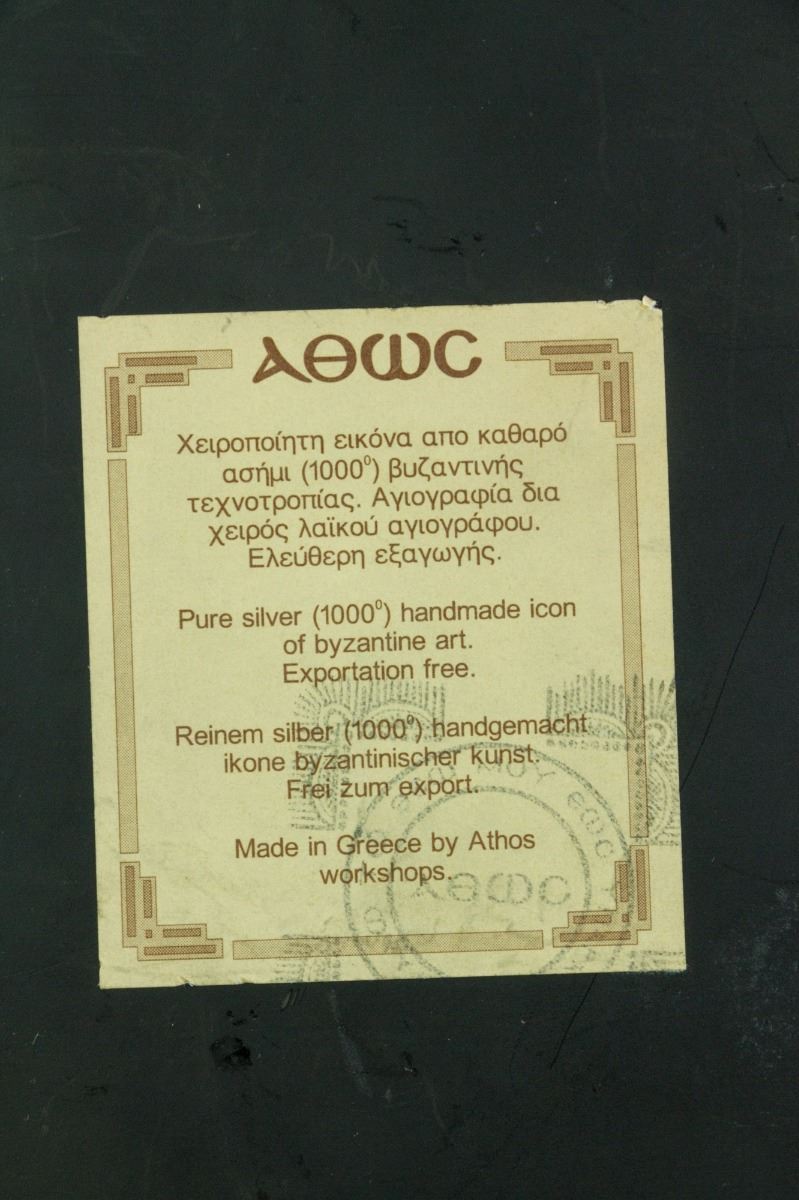 ΑΘΩϹ
Χειροποίητη εικόνα απο καθαρό
ασήμι (1000⁰) βυζαντινής
τεχνοτροπίας. Αγιογραφία δια
χειρός λαϊκού αγιογράφου.
Ελεύθερη εξαγωγής.
Pure silver (1000⁰) handmade icon
of byzantine art.
Exportation free.
Reinem silber (1000⁰) handgemacht
ikone byzantinischer kunst.
Frei zum export.
Made in Greece by Athos
workshops.
ΑΘΩϹ